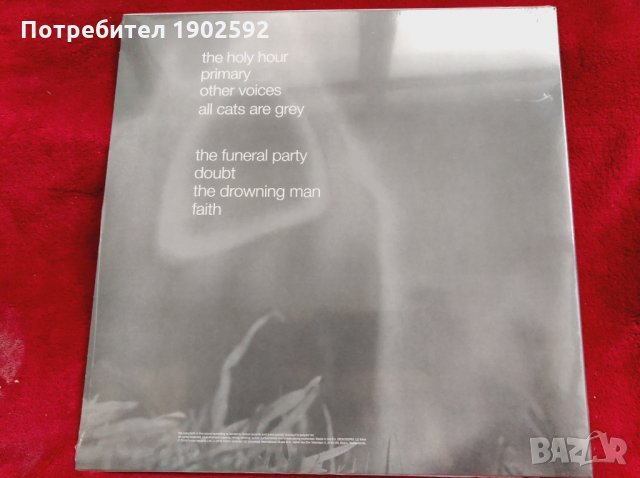 Потребител 1902592
the holy hour
primary
other voices
all cats are grey
the funeral party
doubt
the drowning man
faith
BAZAR